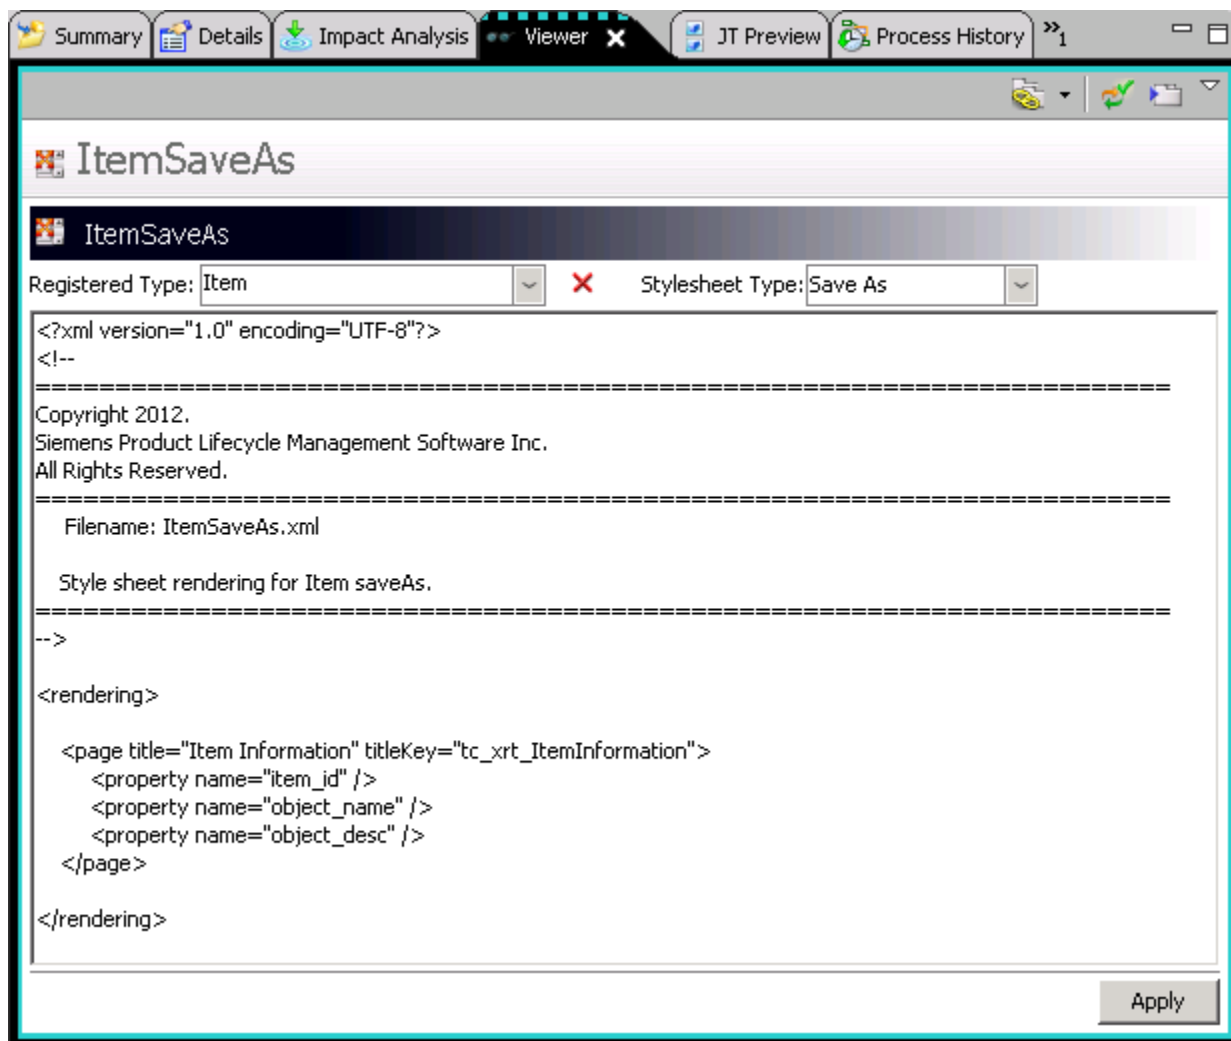 Summary Details Impact Analysis Viewer JT Preview Process History »1
ItemSaveAs
ItemSaveAs
Registered Type: Item Stylesheet Type: Save As
<?xml version="1.0" encoding="UTF-8"?>
<!--
=======================================================================
Copyright 2012.
Siemens Product Lifecycle Management Software Inc.
All Rights Reserved.
=======================================================================
Filename: ItemSaveAs.xml
Style sheet rendering for Item saveAs.
=======================================================================
-->
<rendering>
<page title="Item Information" titleKey="tc_xrt_ItemInformation">
<property name="item_id" />
<property name="object_name" />
<property name="object_desc" />
</page>
</rendering>
Apply